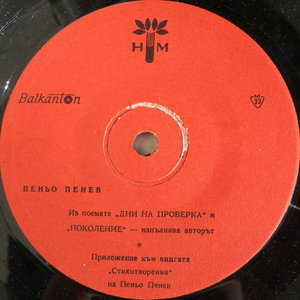 Н М
Balkanton
33
ПЕНЬО ПЕНЕВ
Из поемата „ДНИ НА ПРОВЕРКА“ и
„ПОКОЛЕНИЕ“ — изпълнява авторът
*
Приложение към книгата
„Стихотворения“
на Пеньо Пенев